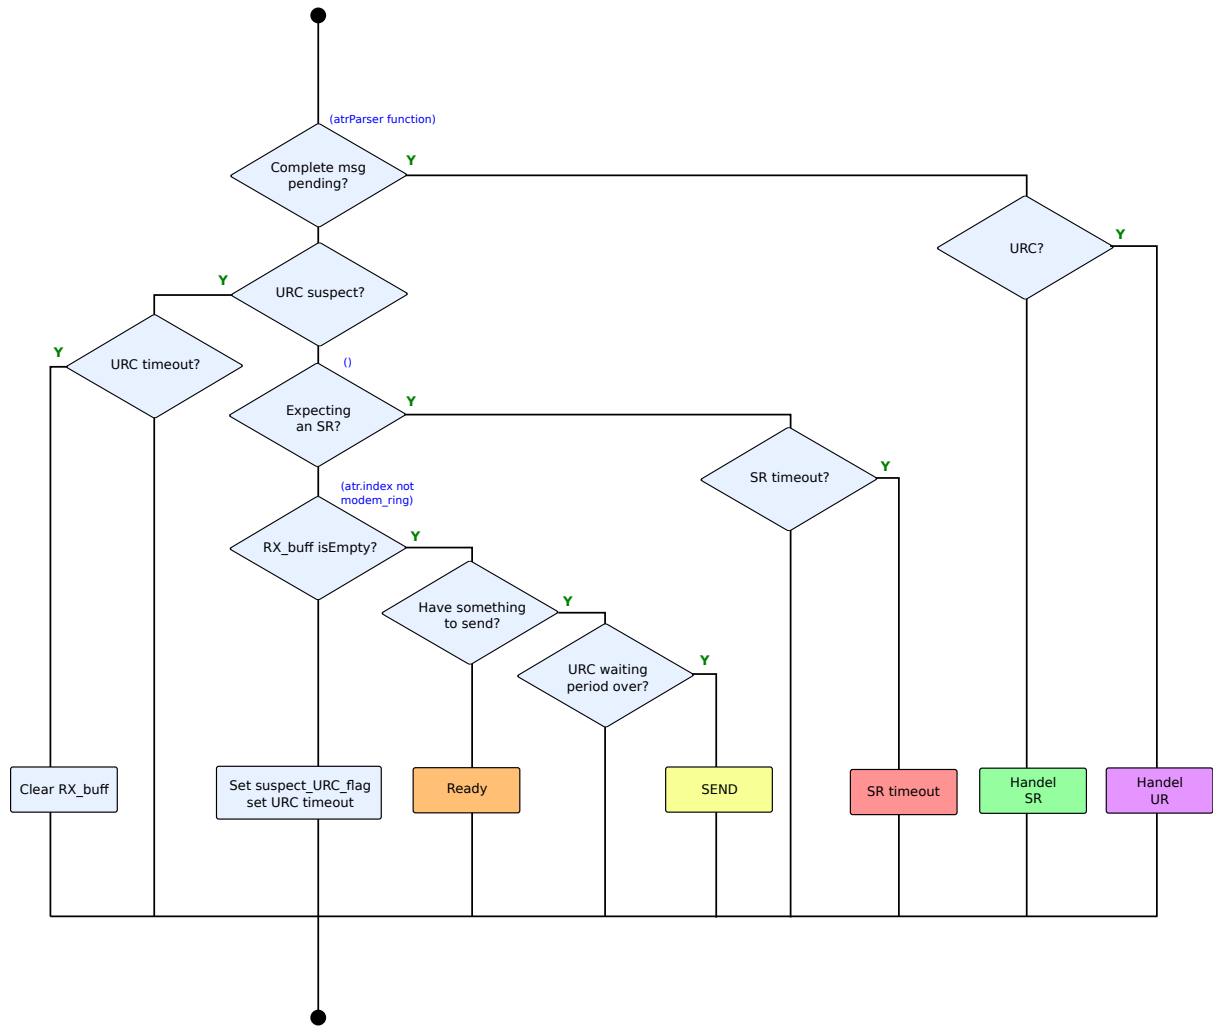 (atrParser function)
Complete msg
pending?
Y
Y
URC?
Y
URC suspect?
Y
URC timeout?
()
Expecting
an SR?
Y
SR timeout?
Y
(atr.index not
modem_ring)
RX_buff isEmpty?
Y
Have something
to send?
Y
URC waiting
period over?
Y
Clear RX_buff
Set suspect_URC_flag
set URC timeout
Ready
SEND
SR timeout
Handel
SR
Handel
UR